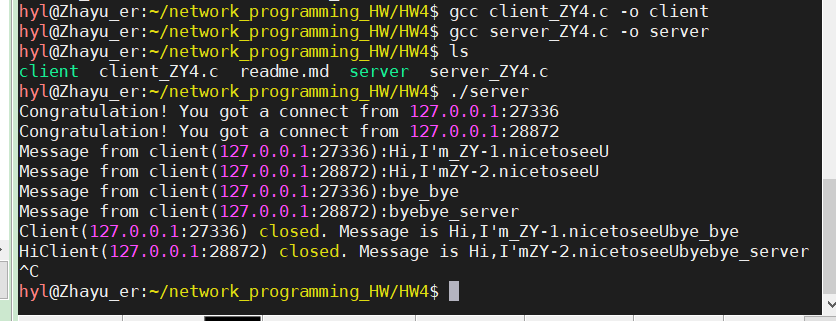 hyl@Zhayu_er:~/network_programming_HW/HW4$ gcc client_ZY4.c -o client
hyl@Zhayu_er:~/network_programming_HW/HW4$ gcc server_ZY4.c -o server
hyl@Zhayu_er:~/network_programming_HW/HW4$ ls
client  client_ZY4.c  readme.md  server  server_ZY4.c
hyl@Zhayu_er:~/network_programming_HW/HW4$ ./server
Congratulation! You got a connect from 127.0.0.1:27336
Congratulation! You got a connect from 127.0.0.1:28872
Message from client(127.0.0.1:27336):Hi,I'm_ZY-1.nicetoseeU
Message from client(127.0.0.1:28872):Hi,I'mZY-2.nicetoseeU
Message from client(127.0.0.1:27336):bye_bye
Message from client(127.0.0.1:28872):byebye_server
Client(127.0.0.1:27336) closed. Message is Hi,I'm_ZY-1.nicetoseeUbye_bye
HiClient(127.0.0.1:28872) closed. Message is Hi,I'mZY-2.nicetoseeUbyebye_server
^C
hyl@Zhayu_er:~/network_programming_HW/HW4$